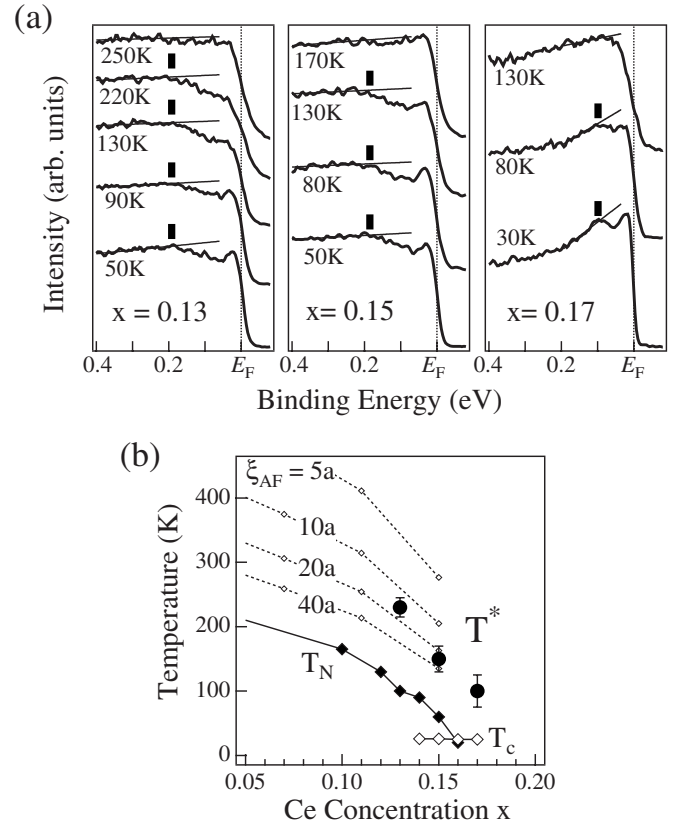 (a)
Intensity (arb. units)
250K
220K
130K
90K
50K
x = 0.13
170K
130K
80K
50K
x= 0.15
130K
80K
30K
x= 0.17
0.4 0.2 E_F 0.4 0.2 E_F 0.4 0.2 E_F
Binding Energy (eV)
(b)
Temperature (K)
400
300
200
100
0
ξ_AF = 5a
10a
20a
40a
T*
T_N
T_c
0.05 0.10 0.15 0.20
Ce Concentration x